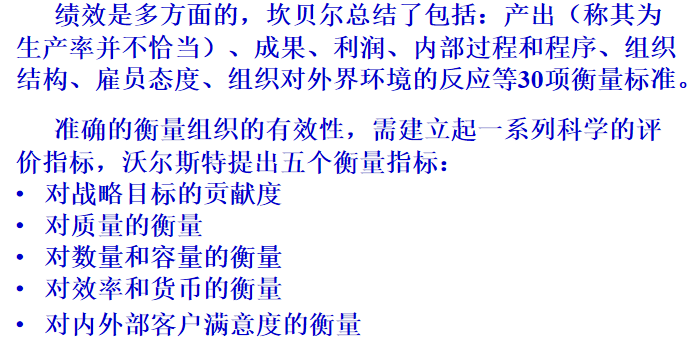 绩效是多方面的，坎贝尔总结了包括：产出（称其为
生产率并不恰当）、成果、利润、内部过程和程序、组织
结构、雇员态度、组织对外界环境的反应等30项衡量标准。
准确的衡量组织的有效性，需建立起一系列科学的评
价指标，沃尔斯特提出五个衡量指标：
• 对战略目标的贡献度
• 对质量的衡量
• 对数量和容量的衡量
• 对效率和货币的衡量
• 对内外部客户满意度的衡量